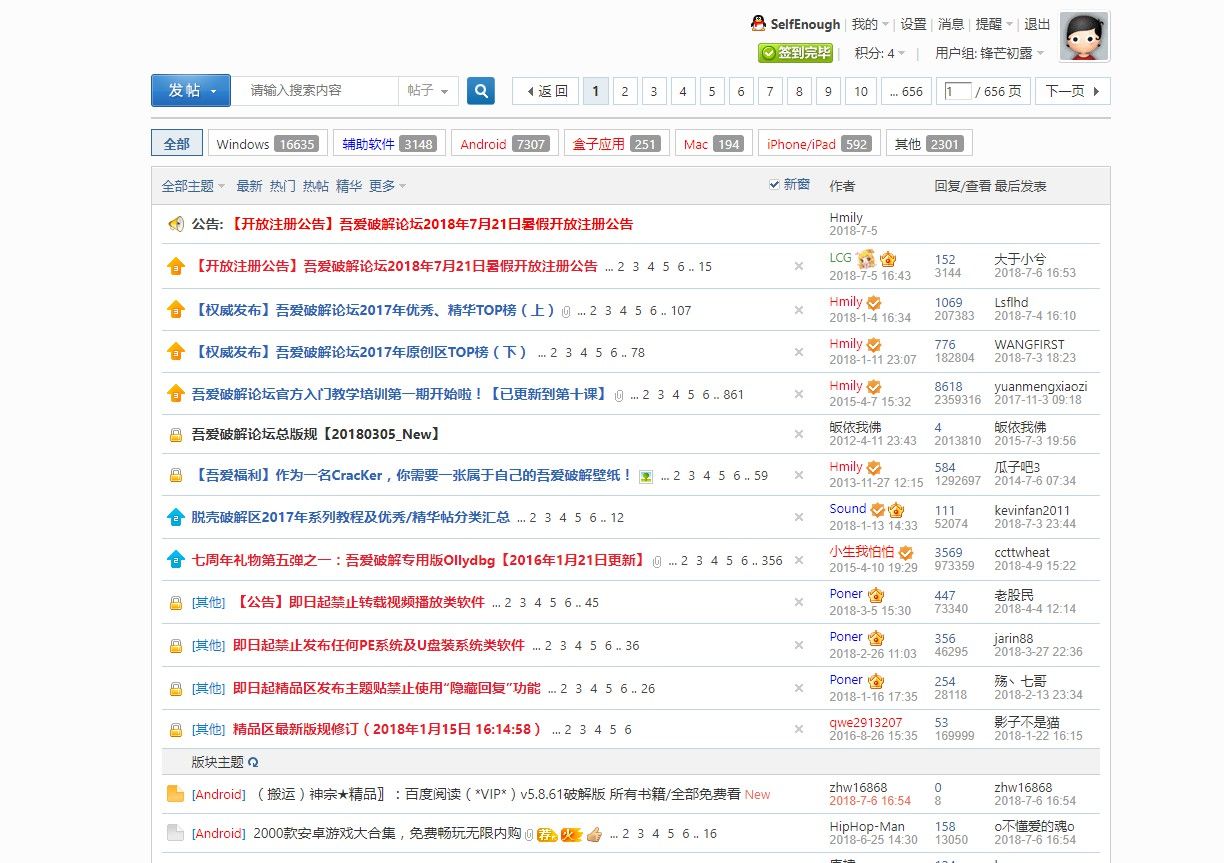 SelfEnough | 我的 | 设置 | 消息 | 提醒 | 退出
签到完毕 | 积分: 4 | 用户组: 锋芒初露
发帖 请输入搜索内容 帖子 返 回 1 2 3 4 5 6 7 8 9 10 ... 656 1 / 656 页 下一页
全部 Windows 16635 辅助软件 3148 Android 7307 盒子应用 251 Mac 194 iPhone/iPad 592 其他 2301
全部主题 最新 热门 热帖 精华 更多 新窗 作者 回复/查看 最后发表
公告: 【开放注册公告】吾爱破解论坛2018年7月21日暑假开放注册公告 Hmily
2018-7-5
【开放注册公告】吾爱破解论坛2018年7月21日暑假开放注册公告 ... 2 3 4 5 6 .. 15 LCG 152 大于小兮
2018-7-5 16:43 3144 2018-7-6 16:53
【权威发布】吾爱破解论坛2017年优秀、精华TOP榜（上） ... 2 3 4 5 6 .. 107 Hmily 1069 Lsflhd
2018-1-4 16:34 207383 2018-7-4 16:10
【权威发布】吾爱破解论坛2017年原创区TOP榜（下） ... 2 3 4 5 6 .. 78 Hmily 776 WANGFIRST
2018-1-11 23:07 182804 2018-7-3 18:23
吾爱破解论坛官方入门教学培训第一期开始啦！【已更新到第十课】 ... 2 3 4 5 6 .. 861 Hmily 8618 yuanmengxiaozi
2015-4-7 15:32 2359316 2017-11-3 09:18
吾爱破解论坛总版规【20180305_New】 皈依我佛 4 皈依我佛
2012-4-11 23:43 2013810 2015-7-3 19:56
【吾爱福利】作为一名CracKer，你需要一张属于自己的吾爱破解壁纸！ ... 2 3 4 5 6 .. 59 Hmily 584 瓜子吧3
2013-11-27 12:15 1292697 2014-7-6 07:34
脱壳破解区2017年系列教程及优秀/精华帖分类汇总 ... 2 3 4 5 6 .. 12 Sound 111 kevinfan2011
2018-1-13 14:33 52074 2018-7-3 23:44
七周年礼物第五弹之一：吾爱破解专用版Ollydbg【2016年1月21日更新】 ... 2 3 4 5 6 .. 356 小生我怕怕 3569 ccttwheat
2015-4-10 19:29 973359 2018-4-9 15:22
[其他] 【公告】即日起禁止转载视频播放类软件 ... 2 3 4 5 6 .. 45 Poner 447 老股民
2018-3-5 15:30 73340 2018-4-4 12:14
[其他] 即日起禁止发布任何PE系统及U盘装系统类软件 ... 2 3 4 5 6 .. 36 Poner 356 jarin88
2018-2-26 11:03 46295 2018-3-27 22:36
[其他] 即日起精品区发布主题贴禁止使用“隐藏回复”功能 ... 2 3 4 5 6 .. 26 Poner 254 殇丶七哥
2018-1-16 17:35 28118 2018-2-13 23:34
[其他] 精品区最新版规修订（2018年1月15日 16:14:58） ... 2 3 4 5 6 qwe2913207 53 影子不是猫
2016-8-26 15:35 169999 2018-1-22 16:15
版块主题
[Android] （搬运）神宗★精品〗：百度阅读（*VIP*）v5.8.61破解版 所有书籍/全部免费看 New zhw16868 0 zhw16868
2018-7-6 16:54 8 2018-7-6 16:54
[Android] 2000款安卓游戏大合集，免费畅玩无限内购 荐 火 ... 2 3 4 5 6 .. 16 HipHop-Man 158 o不懂爱的魂o
2018-6-25 14:30 13050 2018-7-6 16:54